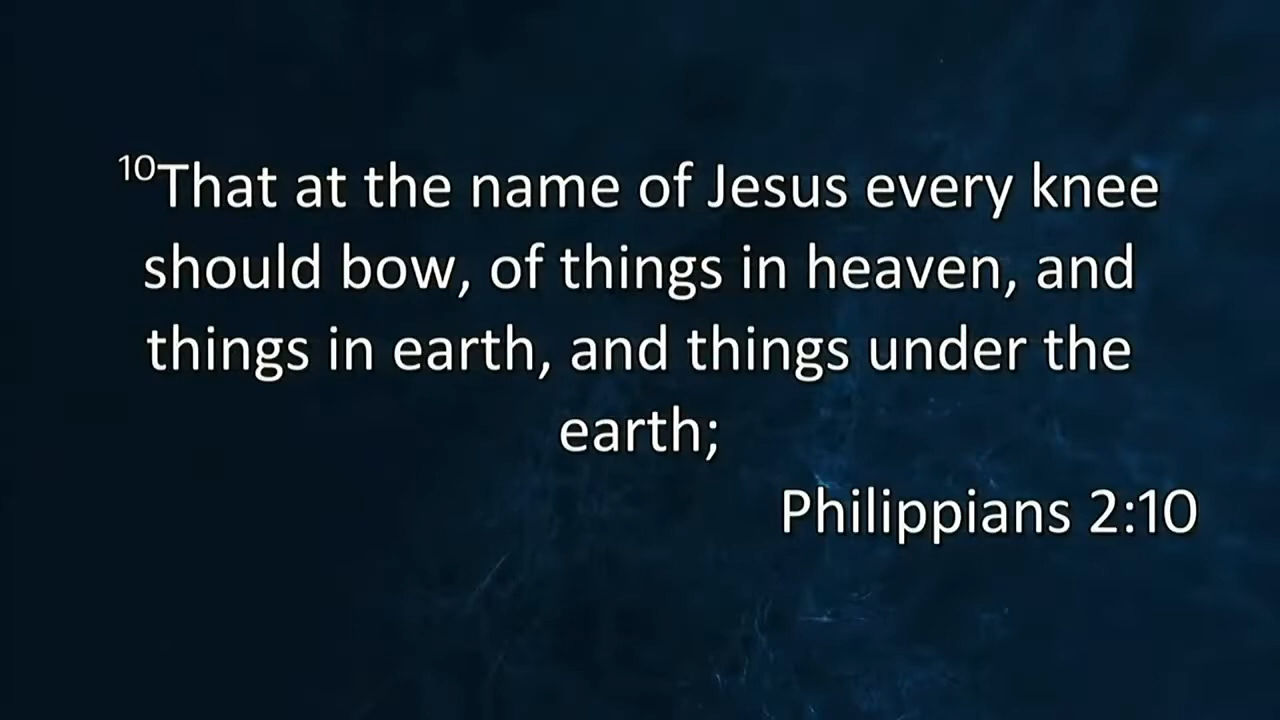 ¹⁰That at the name of Jesus every knee
should bow, of things in heaven, and
things in earth, and things under the
earth;
Philippians 2:10